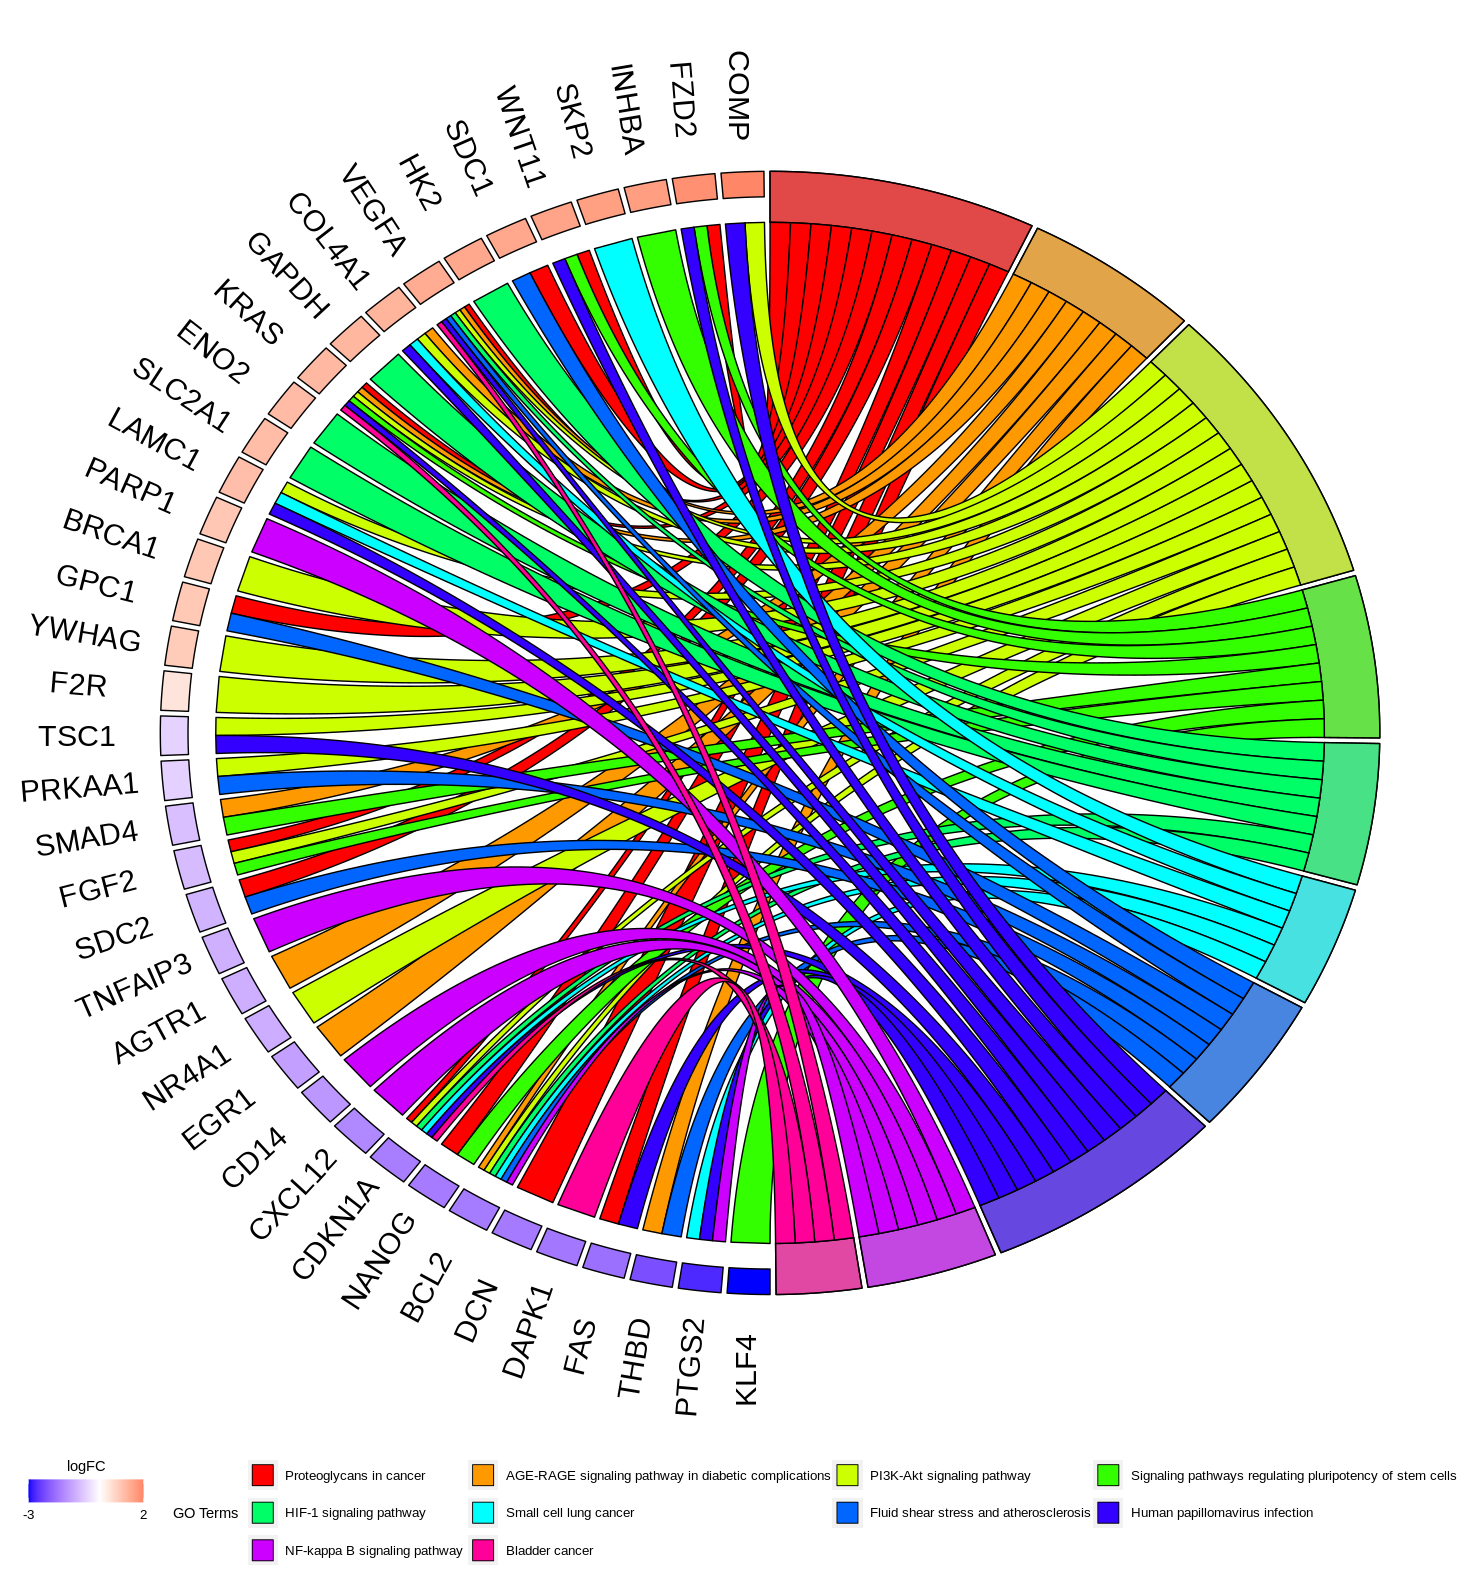 COMP
FZD2
INHBA
SKP2
WNT11
SDC1
HK2
VEGFA
COL4A1
GAPDH
KRAS
ENO2
SLC2A1
LAMC1
PARP1
BRCA1
GPC1
YWHAG
F2R
TSC1
PRKAA1
SMAD4
FGF2
SDC2
TNFAIP3
AGTR1
NR4A1
EGR1
CD14
CXCL12
CDKN1A
NANOG
BCL2
DCN
DAPK1
FAS
THBD
PTGS2
KLF4
logFC
-3 2
GO Terms
Proteoglycans in cancer
AGE-RAGE signaling pathway in diabetic complications
PI3K-Akt signaling pathway
Signaling pathways regulating pluripotency of stem cells
HIF-1 signaling pathway
Small cell lung cancer
Fluid shear stress and atherosclerosis
Human papillomavirus infection
NF-kappa B signaling pathway
Bladder cancer